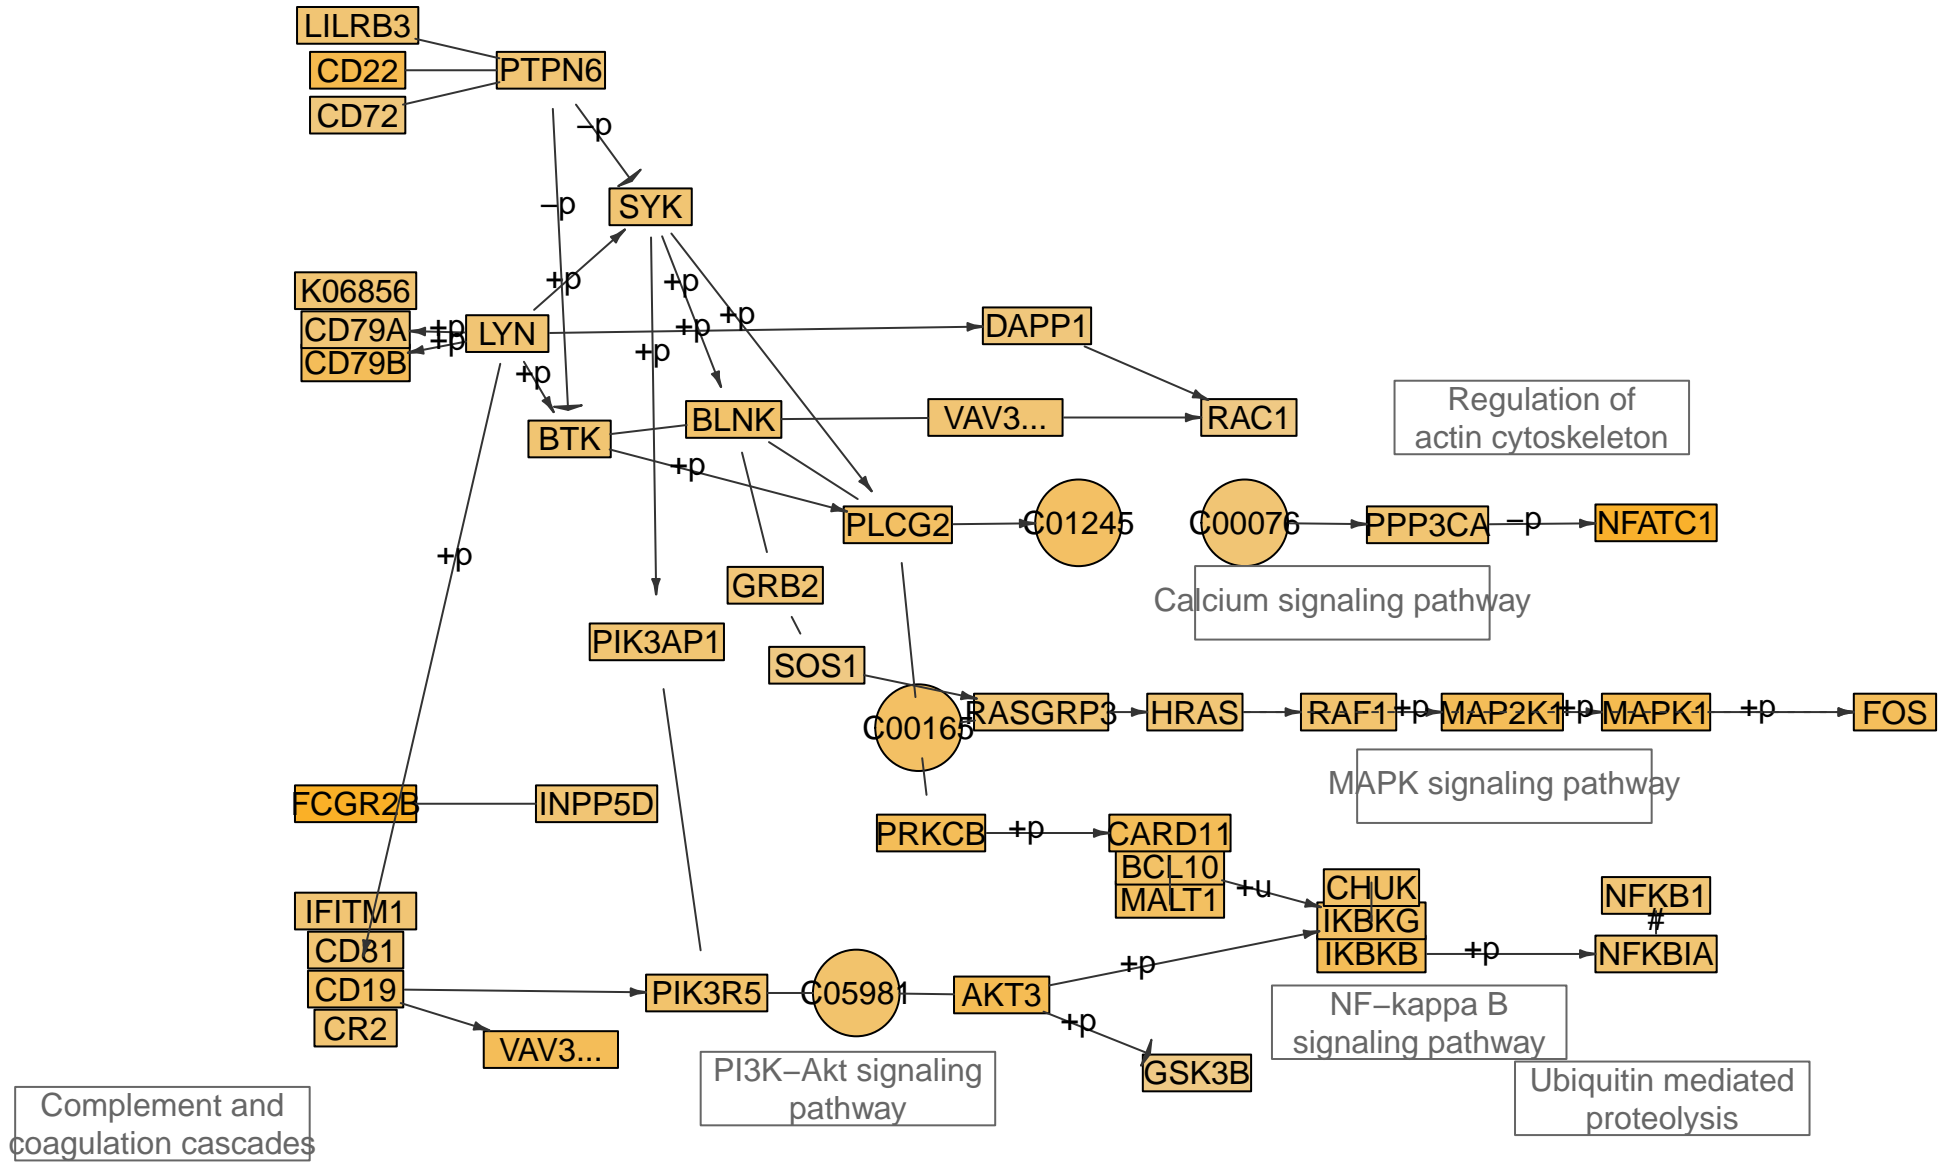 LILRB3
CD22
PTPN6
CD72
–p
–p
SYK
+p
+p
K06856
CD79A
+p
+p
CD79B
LYN
+p
+p
+p
+p
DAPP1
BTK
BLNK
VAV3...
RAC1
Regulation of
actin cytoskeleton
+p
PLCG2
C01245
C00076
PPP3CA
–p
NFATC1
+p
GRB2
Calcium signaling pathway
PIK3AP1
SOS1
C00165
RASGRP3
HRAS
RAF1
+p
MAP2K1
+p
MAPK1
+p
FOS
MAPK signaling pathway
FCGR2B
INPP5D
PRKCB
+p
CARD11
BCL10
MALT1
+u
CHUK
IKBKG
IKBKB
+p
NFKB1
#
NFKBIA
IFITM1
CD81
CD19
CR2
VAV3...
PIK3R5
C05981
AKT3
+p
+p
GSK3B
NF–kappa B
signaling pathway
PI3K–Akt signaling
pathway
Ubiquitin mediated
proteolysis
Complement and
coagulation cascades